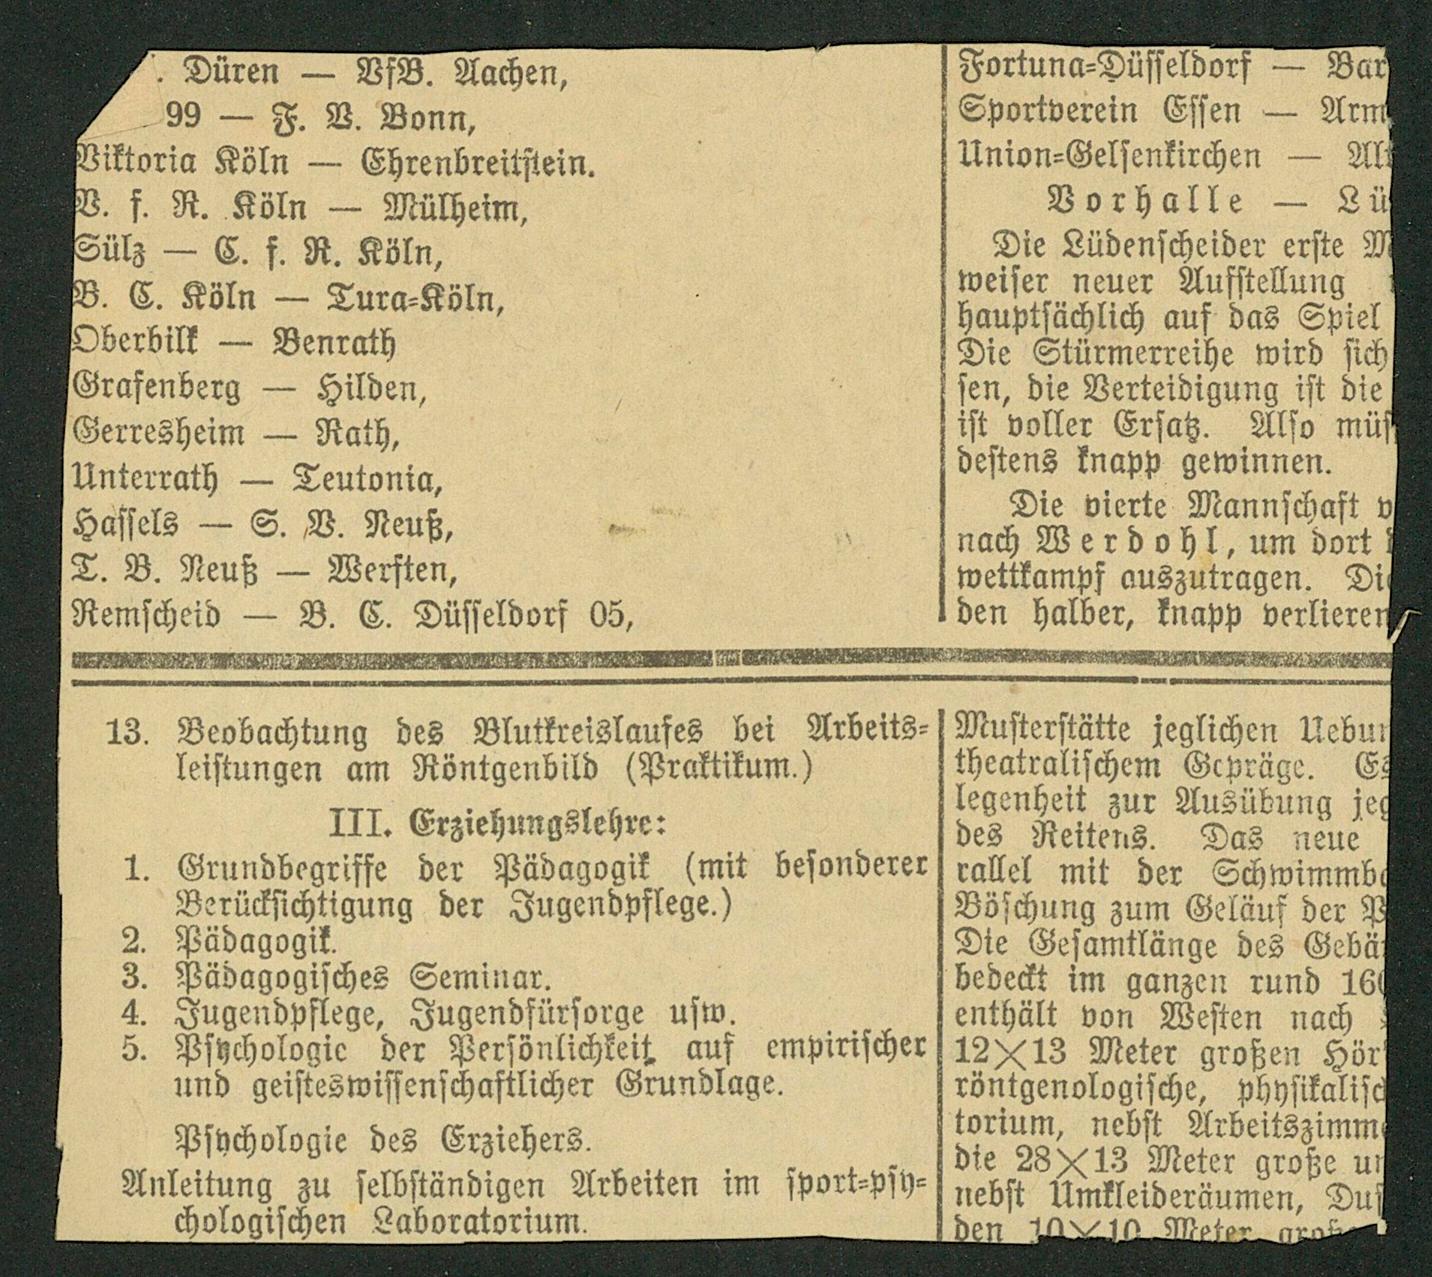 . Düren — VfB. Aachen,
99 — F. V. Bonn,
Viktoria Köln — Ehrenbreitstein.
V. f. R. Köln — Mülheim,
Sülz — C. f. R. Köln,
B. C. Köln — Tura-Köln,
Oberbilk — Benrath
Grafenberg — Hilden,
Gerresheim — Rath,
Unterrath — Teutonia,
Hassels — S. V. Neuß,
T. B. Neuß — Wersten,
Remscheid — B. C. Düsseldorf 05,
Fortuna-Düsseldorf — Bar
Sportverein Essen — Arm
Union-Gelsenkirchen — Al
Vorhalle — Lü
Die Lüdenscheider erste M
weiser neuer Aufstellung
hauptsächlich auf das Spiel
Die Stürmerreihe wird sich
sen, die Verteidigung ist die
ist voller Ersatz. Also müs
destens knapp gewinnen.
Die vierte Mannschaft v
nach Werdohl, um dort
wettkampf auszutragen. Di
den halber, knapp verlieren
13. Beobachtung des Blutkreislaufes bei Arbeits-
leistungen am Röntgenbild (Praktikum.)
III. Erziehungslehre:
1. Grundbegriffe der Pädagogik (mit besonderer
Berücksichtigung der Jugendpflege.)
2. Pädagogik.
3. Pädagogisches Seminar.
4. Jugendpflege, Jugendfürsorge usw.
5. Psychologie der Persönlichkeit auf empirischer
und geisteswissenschaftlicher Grundlage.
Psychologie des Erziehers.
Anleitung zu selbständigen Arbeiten im sport-psy-
chologischen Laboratorium.
Musterstätte jeglichen Uebun
theatralischem Gepräge. Es
legenheit zur Ausübung jeg
des Reitens. Das neue
rallel mit der Schwimmb
Böschung zum Geläuf der P
Die Gesamtlänge des Gebä
bedeckt im ganzen rund 160
enthält von Westen nach
12×13 Meter großen Hör
röntgenologische, physikalisc
torium, nebst Arbeitszimme
die 28×13 Meter große un
nebst Umkleideräumen, Dus
den 10×10 Meter große